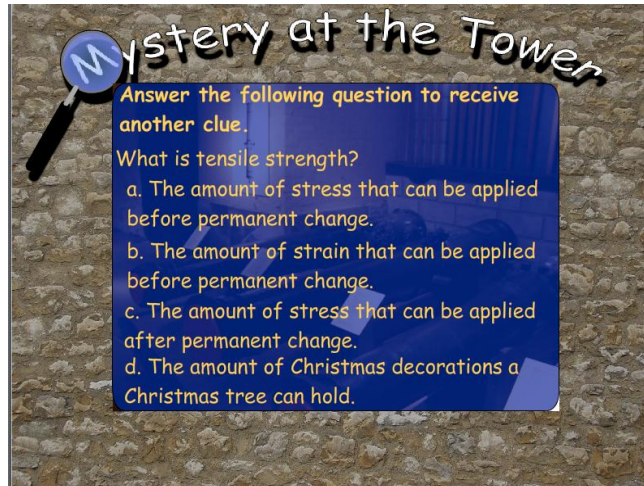 Mystery at the Tower
Answer the following question to receive
another clue.
What is tensile strength?
a. The amount of stress that can be applied
before permanent change.
b. The amount of strain that can be applied
before permanent change.
c. The amount of stress that can be applied
after permanent change.
d. The amount of Christmas decorations a
Christmas tree can hold.